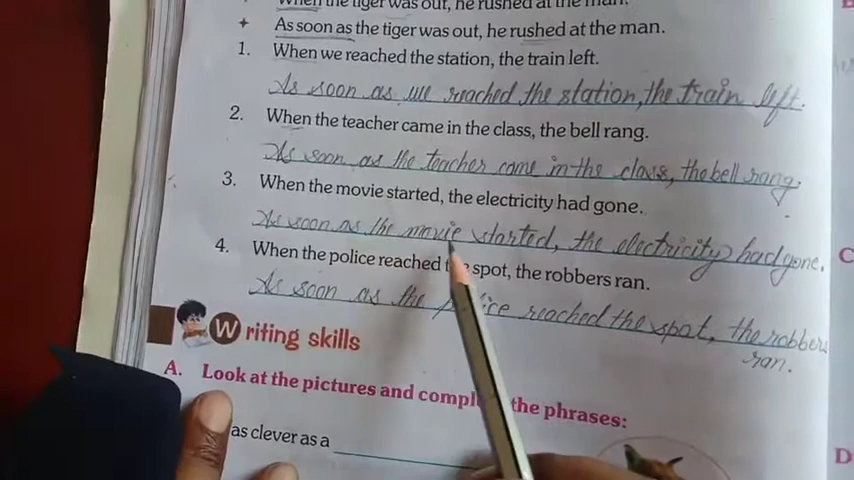 When the tiger was out, he rushed at the man.
+ As soon as the tiger was out, he rushed at the man.
1. When we reached the station, the train left.
As soon as we reached the station, the train left.
2. When the teacher came in the class, the bell rang.
As soon as the teacher came in the class, the bell rang.
3. When the movie started, the electricity had gone.
As soon as the movie started, the electricity had gone.
4. When the police reached the spot, the robbers ran.
As soon as the police reached the spot, the robbers
ran.
Writing skills
A. Look at the pictures and complete the phrases:
as clever as a
C
D